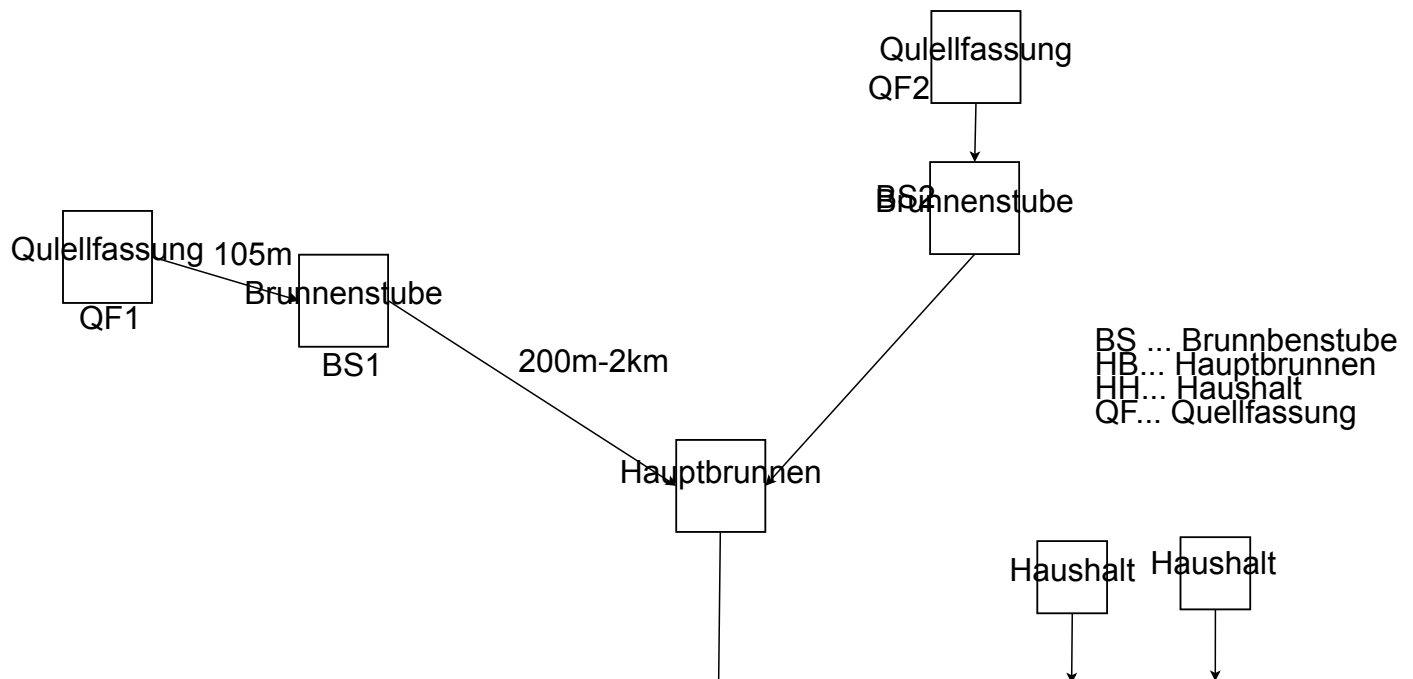 Qulellfassung
QF2
BS2
Brunnenstube
Qulellfassung
105m
QF1
Brunnenstube
BS1
200m-2km
BS ... Brunnbenstube
HB... Hauptbrunnen
HH... Haushalt
QF... Quellfassung
Hauptbrunnen
Haushalt
Haushalt